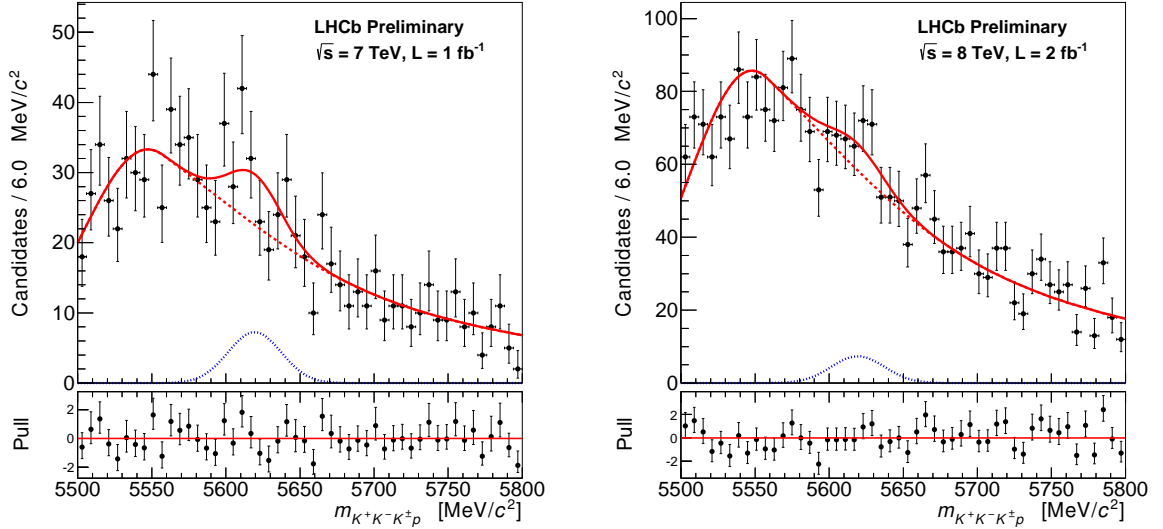 LHCb Preliminary
√s = 7 TeV, L = 1 fb⁻¹
Candidates / 6.0 MeV/c²
50
40
30
20
10
0
Pull
2
0
-2
5500 5550 5600 5650 5700 5750 5800
m_{K⁺K⁻K^±p} [MeV/c²]
LHCb Preliminary
√s = 8 TeV, L = 2 fb⁻¹
Candidates / 6.0 MeV/c²
100
80
60
40
20
0
Pull
2
0
-2
5500 5550 5600 5650 5700 5750 5800
m_{K⁺K⁻K^±p} [MeV/c²]